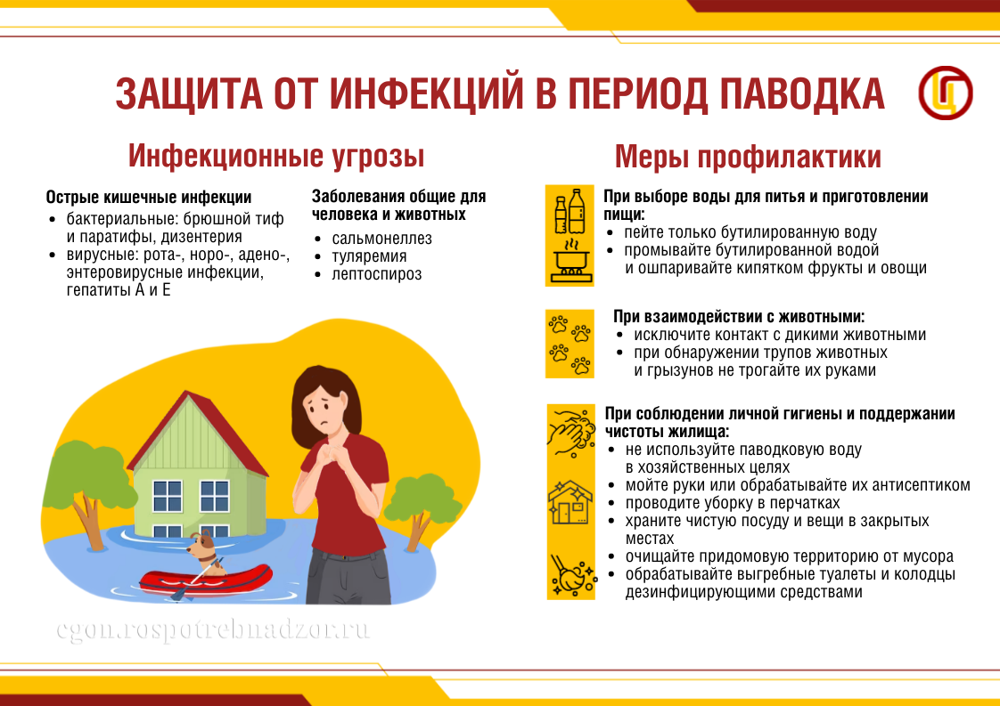 ЗАЩИТА ОТ ИНФЕКЦИЙ В ПЕРИОД ПАВОДКА
Инфекционные угрозы
Острые кишечные инфекции
• бактериальные: брюшной тиф
и паратифы, дизентерия
• вирусные: рота-, норо-, адено-,
энтеровирусные инфекции,
гепатиты А и Е
Заболевания общие для
человека и животных
• сальмонеллез
• туляремия
• лептоспироз
Меры профилактики
При выборе воды для питья и приготовлении
пищи:
• пейте только бутилированную воду
• промывайте бутилированной водой
и ошпаривайте кипятком фрукты и овощи
При взаимодействии с животными:
• исключите контакт с дикими животными
• при обнаружении трупов животных
и грызунов не трогайте их руками
При соблюдении личной гигиены и поддержании
чистоты жилища:
• не используйте паводковую воду
в хозяйственных целях
• мойте руки или обрабатывайте их антисептиком
• проводите уборку в перчатках
• храните чистую посуду и вещи в закрытых
местах
• очищайте придомовую территорию от мусора
• обрабатывайте выгребные туалеты и колодцы
дезинфицирующими средствами
cgon.rospotrebnadzor.ru